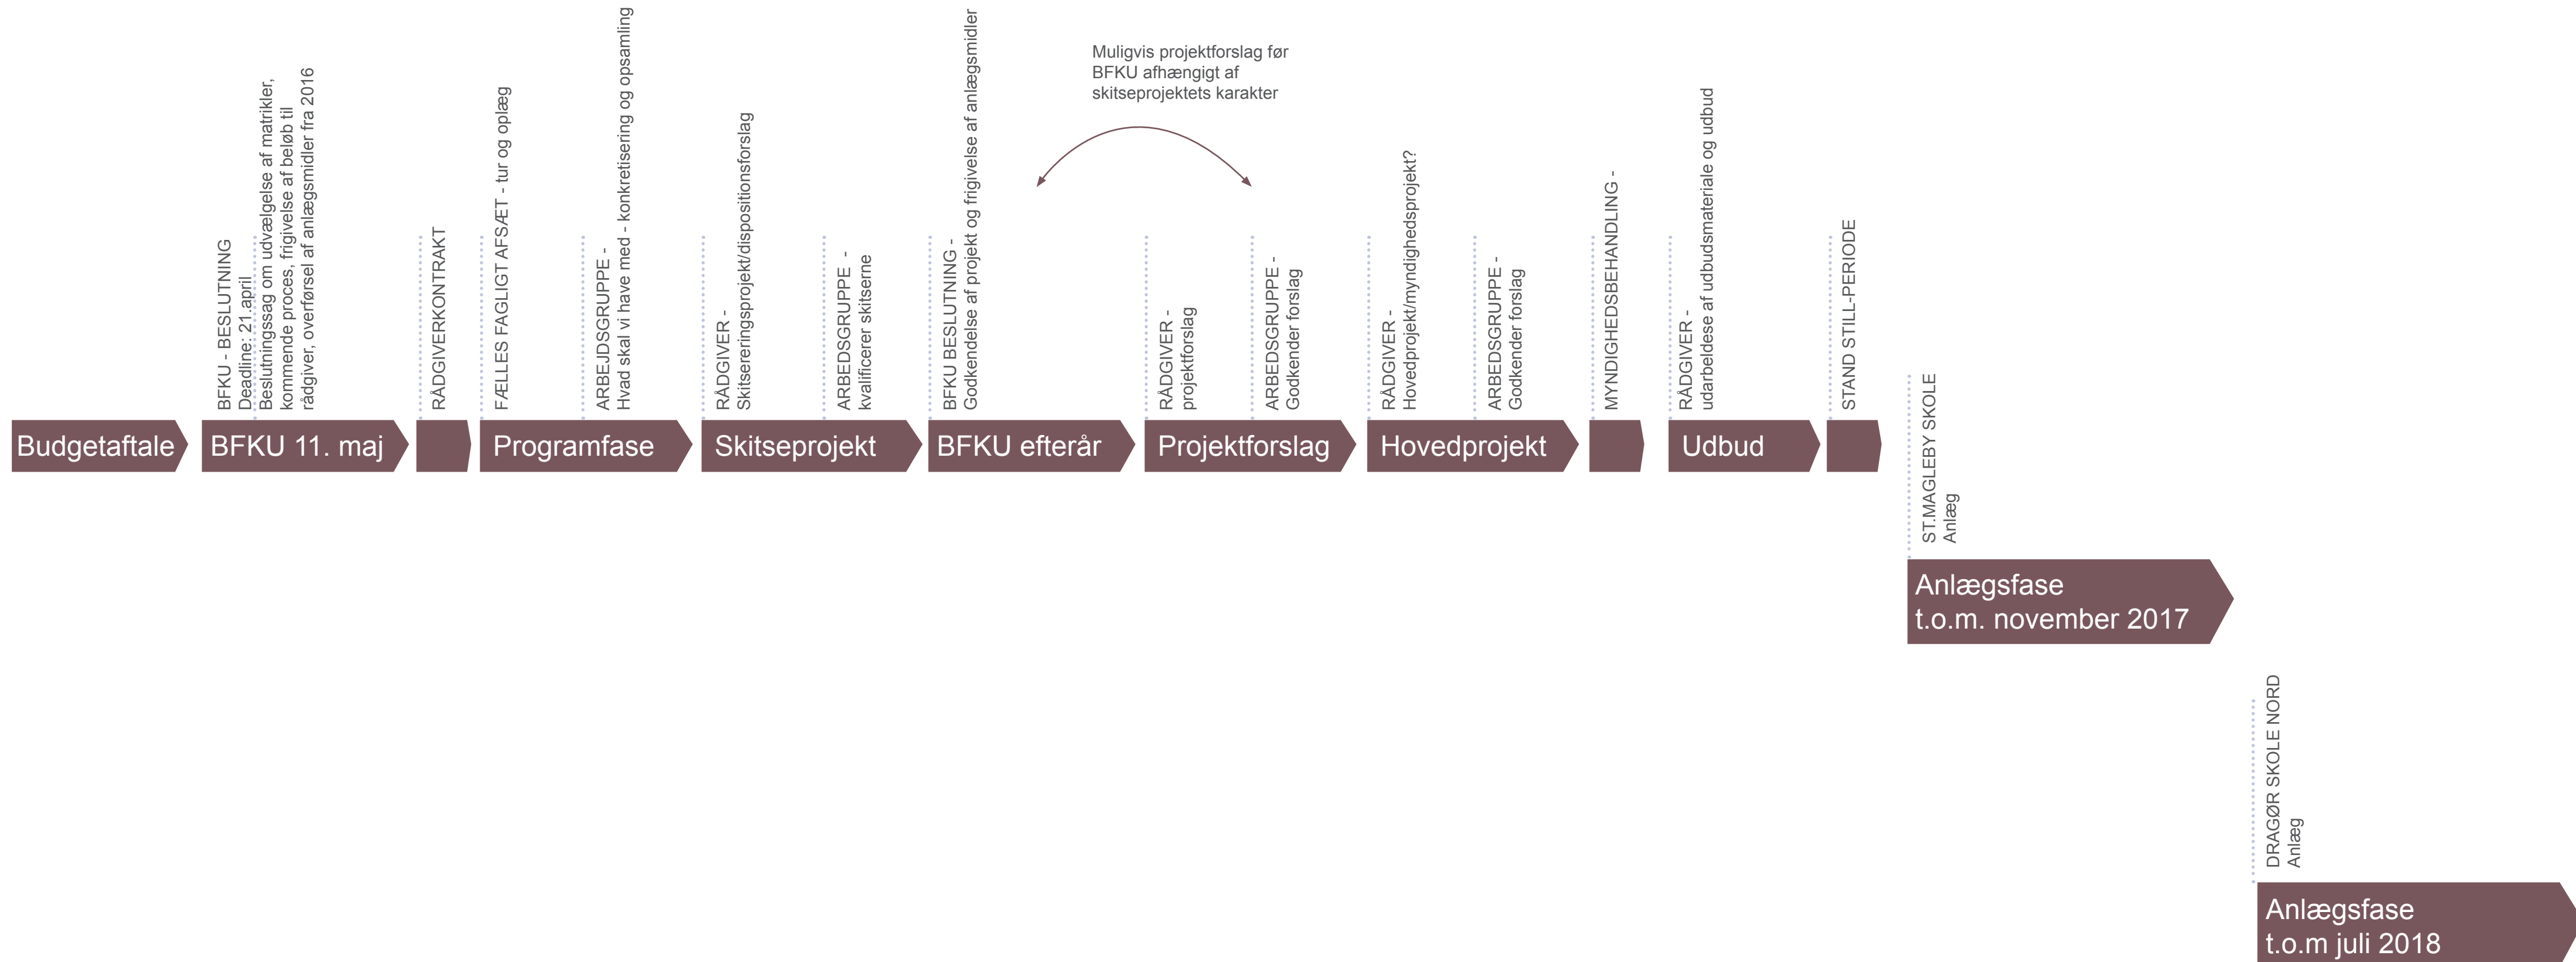 Muligvis projektforslag før
BFKU afhængigt af
skitseprojektets karakter
BFKU - BESLUTNING
Deadline: 21.april
Beslutningssag om udvælgelse af matrikler,
kommende proces, frigivelse af beløb til
rådgiver, overførsel af anlægsmidler fra 2016
RÅDGIVERKONTRAKT
FÆLLES FAGLIGT AFSÆT - tur og oplæg
ARBEJDSGRUPPE -
Hvad skal vi have med - konkretisering og opsamling
RÅDGIVER -
Skitsereringsprojekt/dispositionsforslag
ARBEDSGRUPPE -
kvalificerer skitserne
BFKU BESLUTNING -
Godkendelse af projekt og frigivelse af anlægsmidler
RÅDGIVER -
projektforslag
ARBEDSGRUPPE -
Godkender forslag
RÅDGIVER -
Hovedprojekt/myndighedsprojekt?
ARBEDSGRUPPE -
Godkender forslag
MYNDIGHEDSBEHANDLING -
RÅDGIVER -
udarbeldese af udbudsmateriale og udbud
STAND STILL-PERIODE
Budgetaftale
BFKU 11. maj
Programfase
Skitseprojekt
BFKU efterår
Projektforslag
Hovedprojekt
Udbud
ST.MAGLEBY SKOLE
Anlæg
Anlægsfase
t.o.m. november 2017
DRAGØR SKOLE NORD
Anlæg
Anlægsfase
t.o.m juli 2018